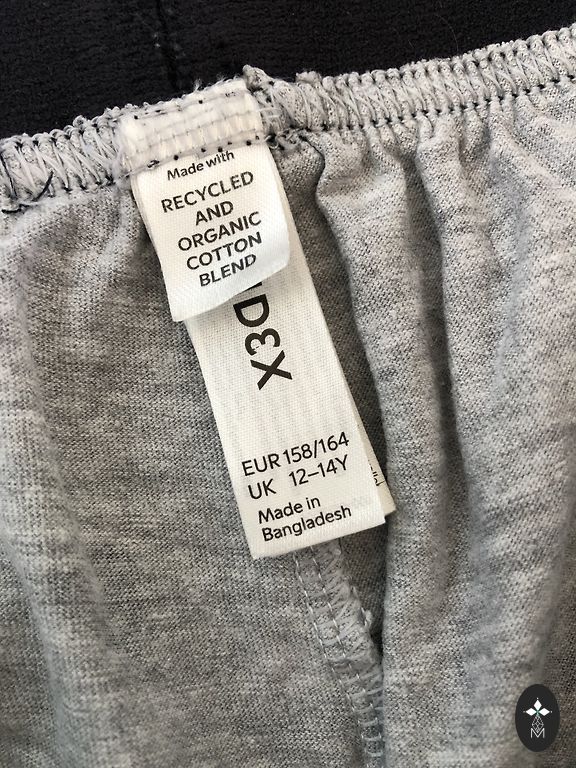 Made with
RECYCLED
AND
ORGANIC
COTTON
BLEND
EUR 158/164
UK 12–14Y
Made in
Bangladesh
M